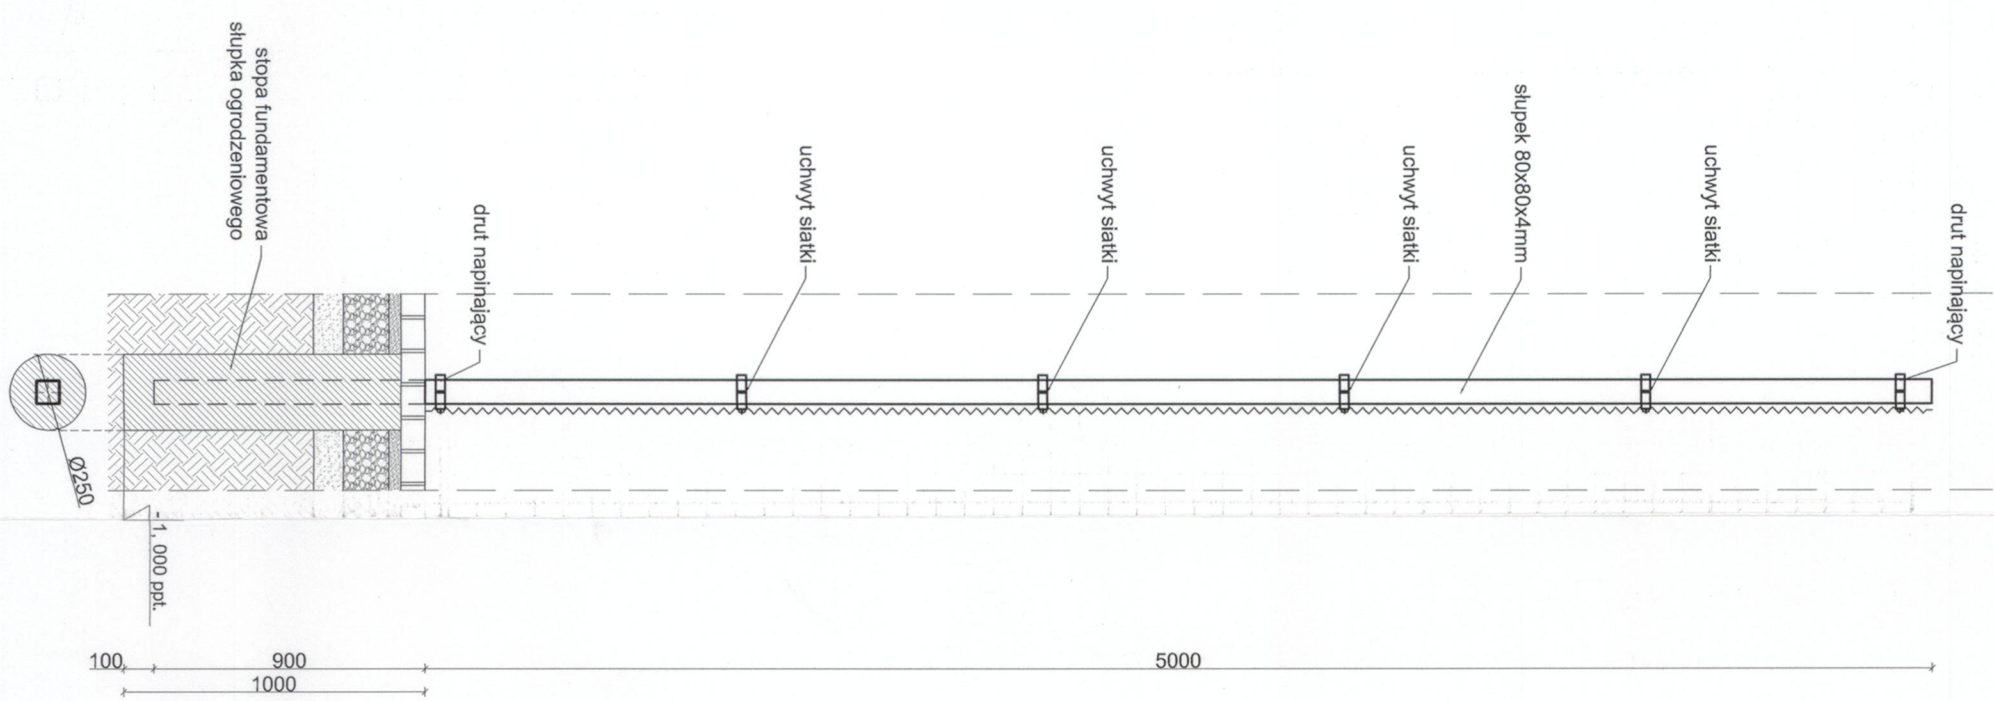 stopa fundamentowa
słupka ogrodzeniowego
drut napinający
uchwyt siatki
uchwyt siatki
uchwyt siatki
słupek 80x80x4mm
uchwyt siatki
drut napinający
Ø250
-1, 000 ppt.
100
900
5000
1000